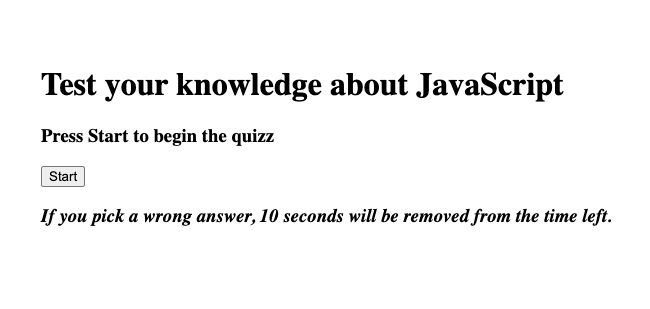 Test your knowledge about JavaScript
Press Start to begin the quizz
Start
If you pick a wrong answer, 10 seconds will be removed from the time left.